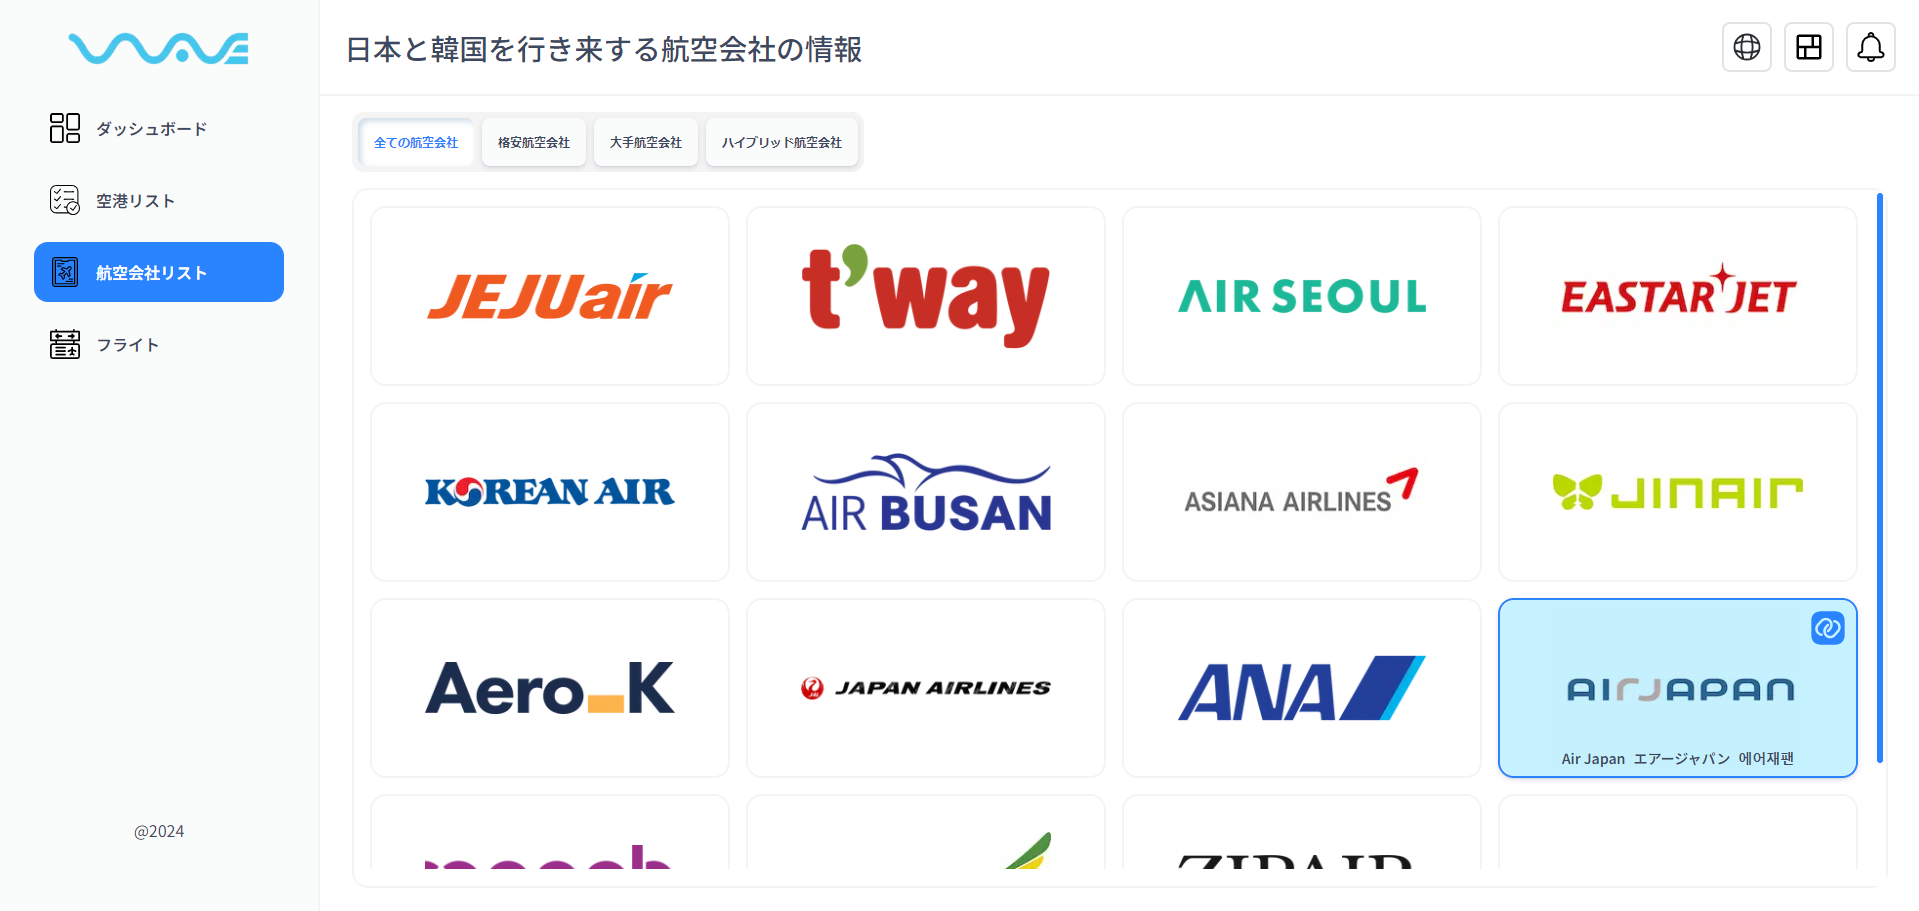 WAVE
日本と韓国を行き来する航空会社の情報
ダッシュボード
空港リスト
航空会社リスト
フライト
@2024
全ての航空会社 格安航空会社 大手航空会社 ハイブリッド航空会社
JEJUair t'way AIR SEOUL EASTAR JET
KOREAN AIR AIR BUSAN ASIANA AIRLINES JINAIR
Aero_K JAPAN AIRLINES ANA AIRJAPAN
Air Japan エアージャパン 에어재팬
peach ZIPAIR